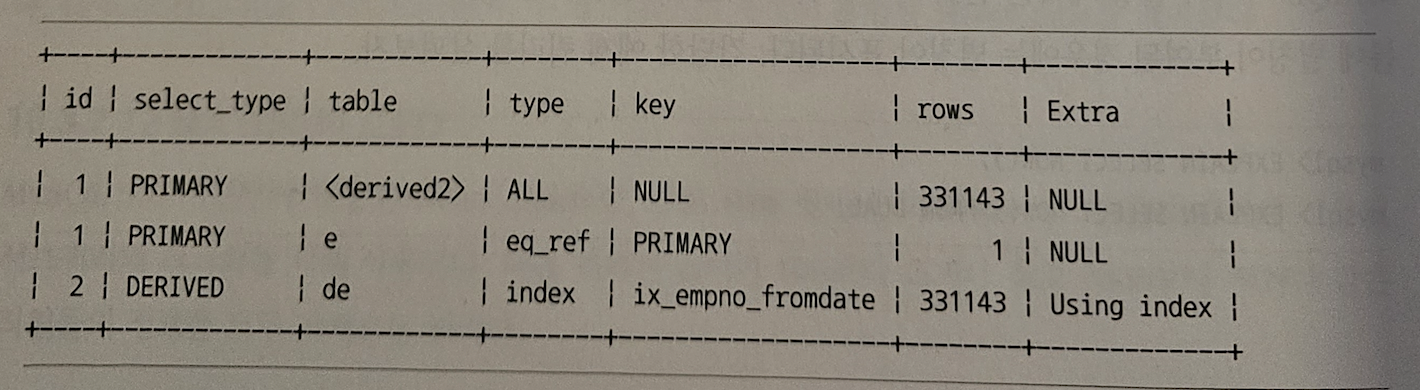 +----+-------------+------------+--------+-------------------+--------+-------------+
| id | select_type | table | type | key | rows | Extra |
+----+-------------+------------+--------+-------------------+--------+-------------+
| 1 | PRIMARY | <derived2> | ALL | NULL | 331143 | NULL |
| 1 | PRIMARY | e | eq_ref | PRIMARY | 1 | NULL |
| 2 | DERIVED | de | index | ix_empno_fromdate | 331143 | Using index |
+----+-------------+------------+--------+-------------------+--------+-------------+